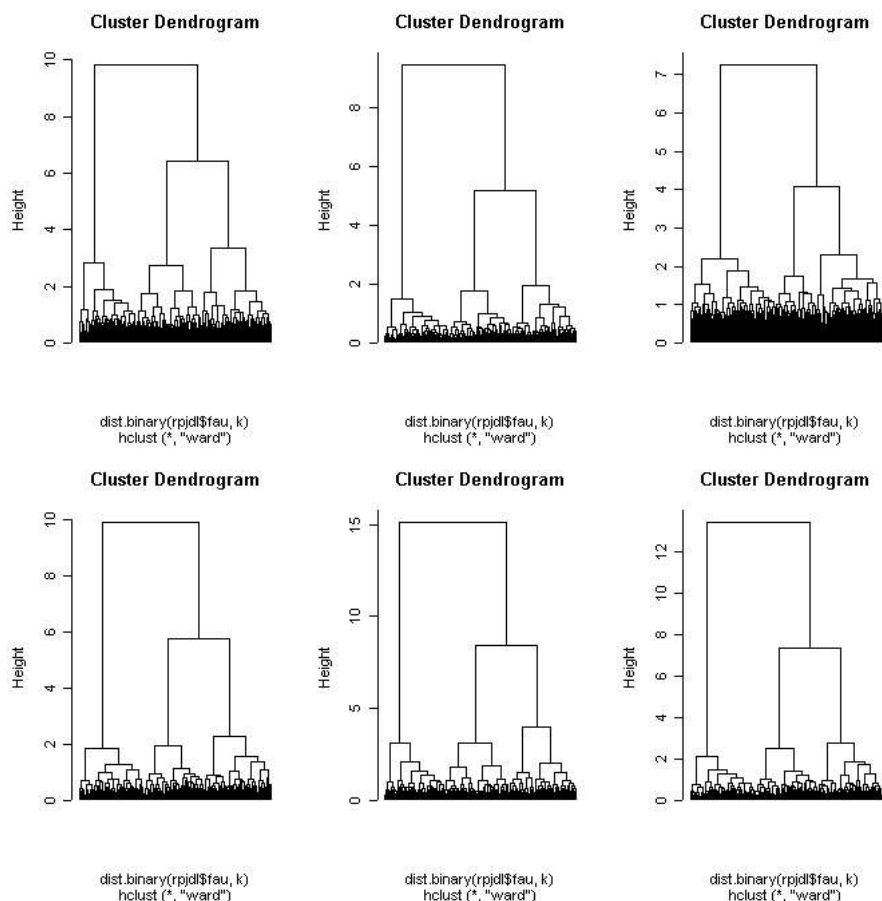 Cluster Dendrogram
Height
10
8
6
4
2
0
dist.binary(rpjdl$fau, k)
hclust (*, "ward")
Cluster Dendrogram
Height
8
6
4
2
0
dist.binary(rpjdl$fau, k)
hclust (*, "ward")
Cluster Dendrogram
Height
7
6
5
4
3
2
1
0
dist.binary(rpjdl$fau, k)
hclust (*, "ward")
Cluster Dendrogram
Height
10
8
6
4
2
0
dist.binary(rpjdl$fau, k)
hclust (*, "ward")
Cluster Dendrogram
Height
15
10
5
0
dist.binary(rpjdl$fau, k)
hclust (*, "ward")
Cluster Dendrogram
Height
12
10
8
6
4
2
0
dist.binary(rpjdl$fau, k)
hclust (*, "ward")